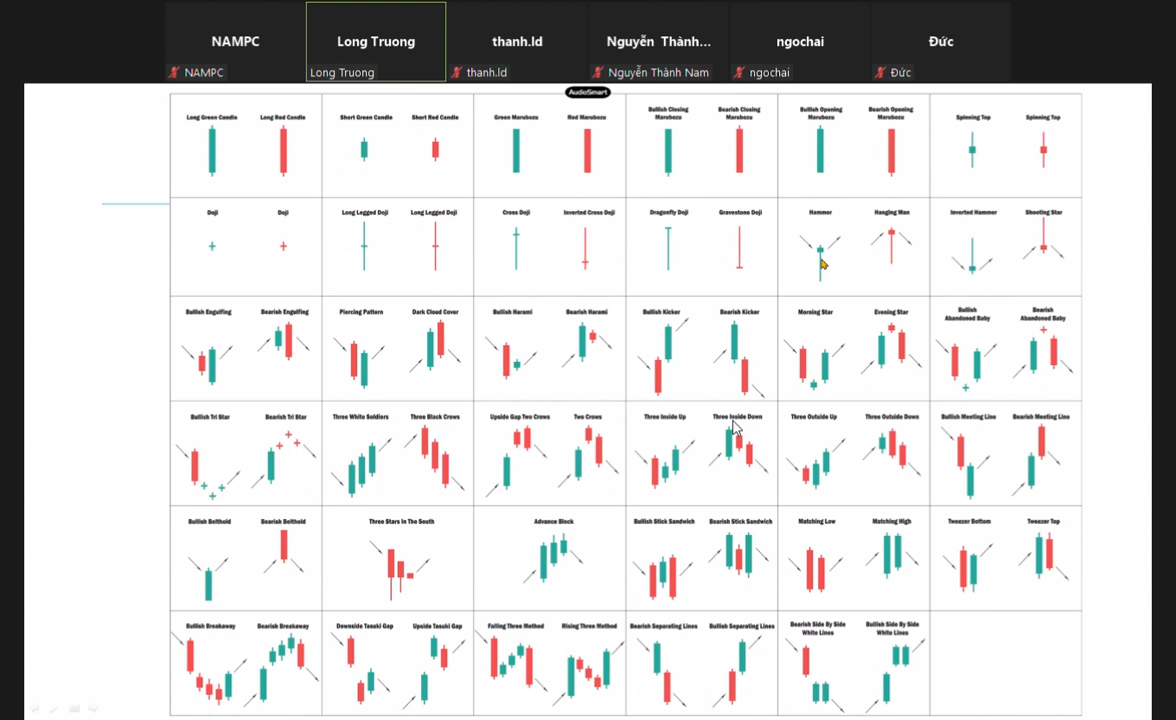 NAMPC
Long Truong
thanh.ld
Nguyễn Thành...
ngochai
Đức
NAMPC
Long Truong
thanh.ld
Nguyễn Thành Nam
ngochai
Đức
AudioSmart
Long Green Candle
Long Red Candle
Short Green Candle
Short Red Candle
Green Marubozu
Red Marubozu
Bullish Closing
Marubozu
Bearish Closing
Marubozu
Bullish Opening
Marubozu
Bearish Opening
Marubozu
Spinning Top
Spinning Top
Doji
Doji
Long Legged Doji
Long Legged Doji
Cross Doji
Inverted Cross Doji
Dragonfly Doji
Gravestone Doji
Hammer
Hanging Man
Inverted Hammer
Shooting Star
Bullish Engulfing
Bearish Engulfing
Piercing Pattern
Dark Cloud Cover
Bullish Harami
Bearish Harami
Bullish Kicker
Bearish Kicker
Morning Star
Evening Star
Bullish
Abandoned Baby
Bearish
Abandoned Baby
Bullish Tri Star
Bearish Tri Star
Three White Soldiers
Three Black Crows
Upside Gap Two Crows
Two Crows
Three Inside Up
Three Inside Down
Three Outside Up
Three Outside Down
Bullish Meeting Line
Bearish Meeting Line
Bullish Belthold
Bearish Belthold
Three Stars In The South
Advance Block
Bullish Stick Sandwich
Bearish Stick Sandwich
Matching Low
Matching High
Tweezer Bottom
Tweezer Top
Bullish Breakaway
Bearish Breakaway
Downside Tasuki Gap
Upside Tasuki Gap
Falling Three Method
Rising Three Method
Bearish Separating Lines
Bullish Separating Lines
Bearish Side By Side
White Lines
Bullish Side By Side
White Lines